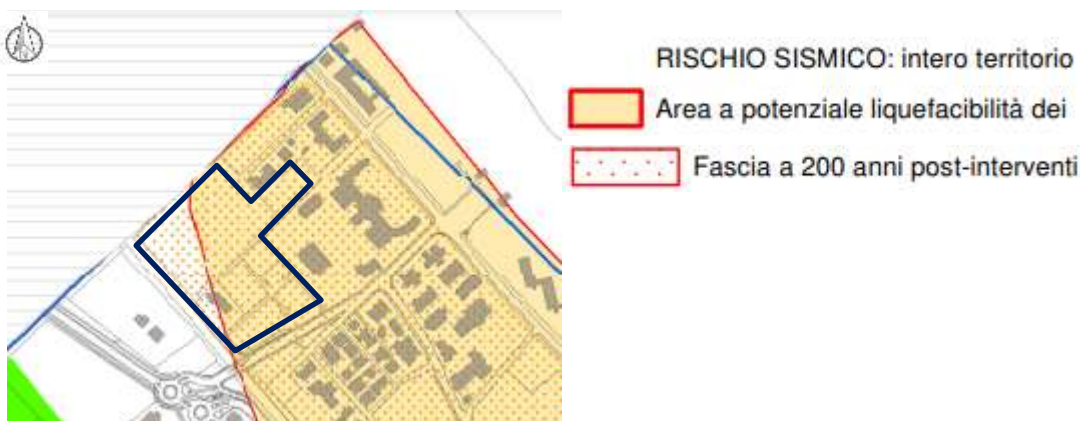 RISCHIO SISMICO: intero territorio
Area a potenziale liquefacibilità dei
Fascia a 200 anni post-interventi